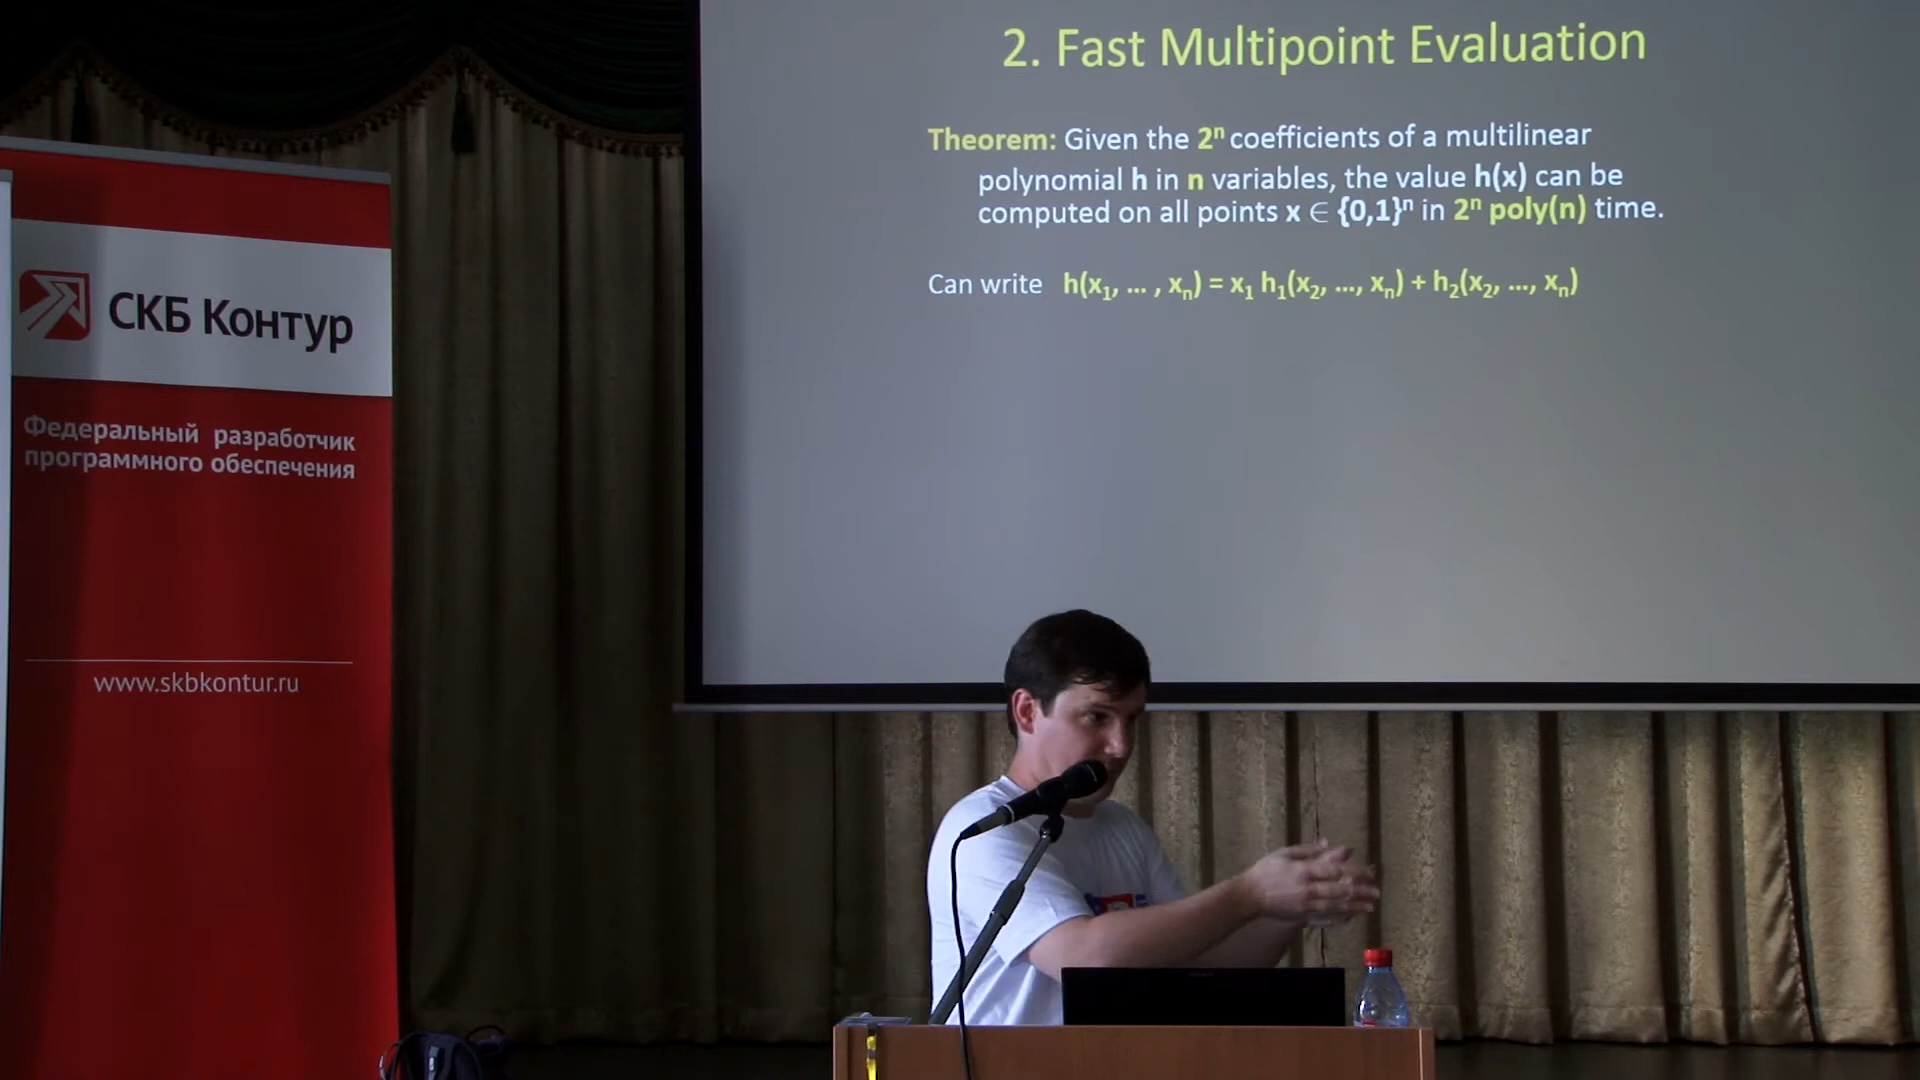 2. Fast Multipoint Evaluation
Theorem: Given the 2ⁿ coefficients of a multilinear
polynomial h in n variables, the value h(x) can be
computed on all points x ∈ {0,1}ⁿ in 2ⁿ poly(n) time.
Can write h(x₁, … , xₙ) = x₁ h₁(x₂, …, xₙ) + h₂(x₂, …, xₙ)
СКБ Контур
Федеральный разработчик
программного обеспечения
www.skbkontur.ru